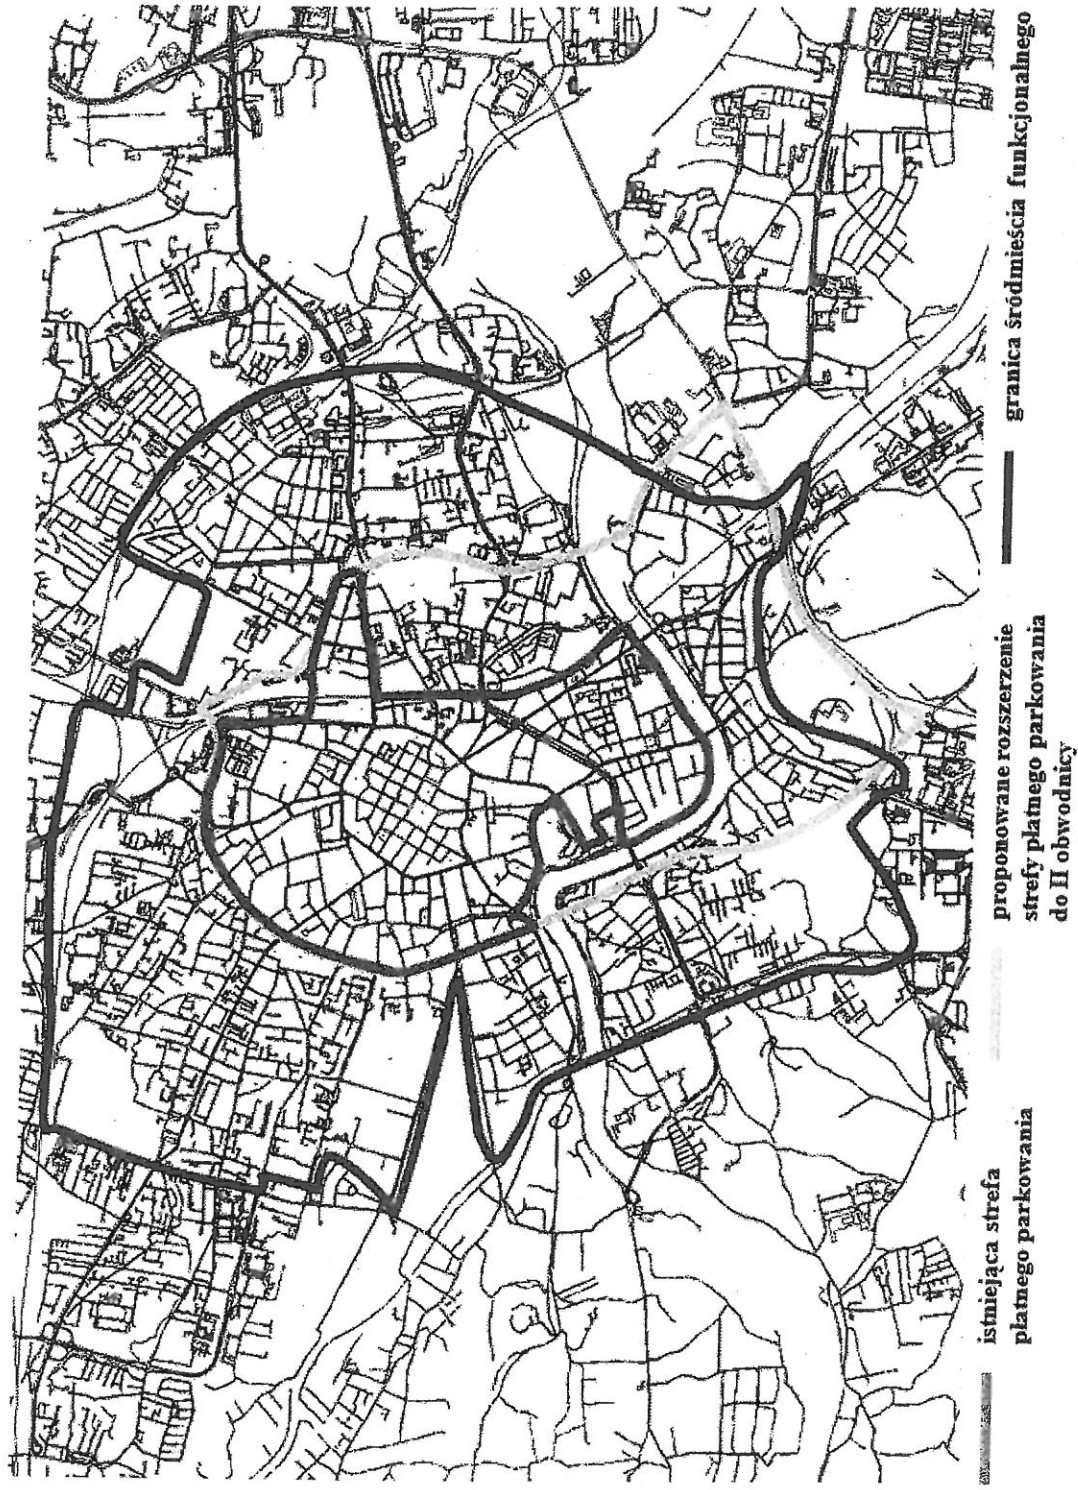 istniejąca strefa
płatnego parkowania
proponowane rozszerzenie
strefy płatnego parkowania
do II obwodnicy
granica śródmieścia funkcjonalnego